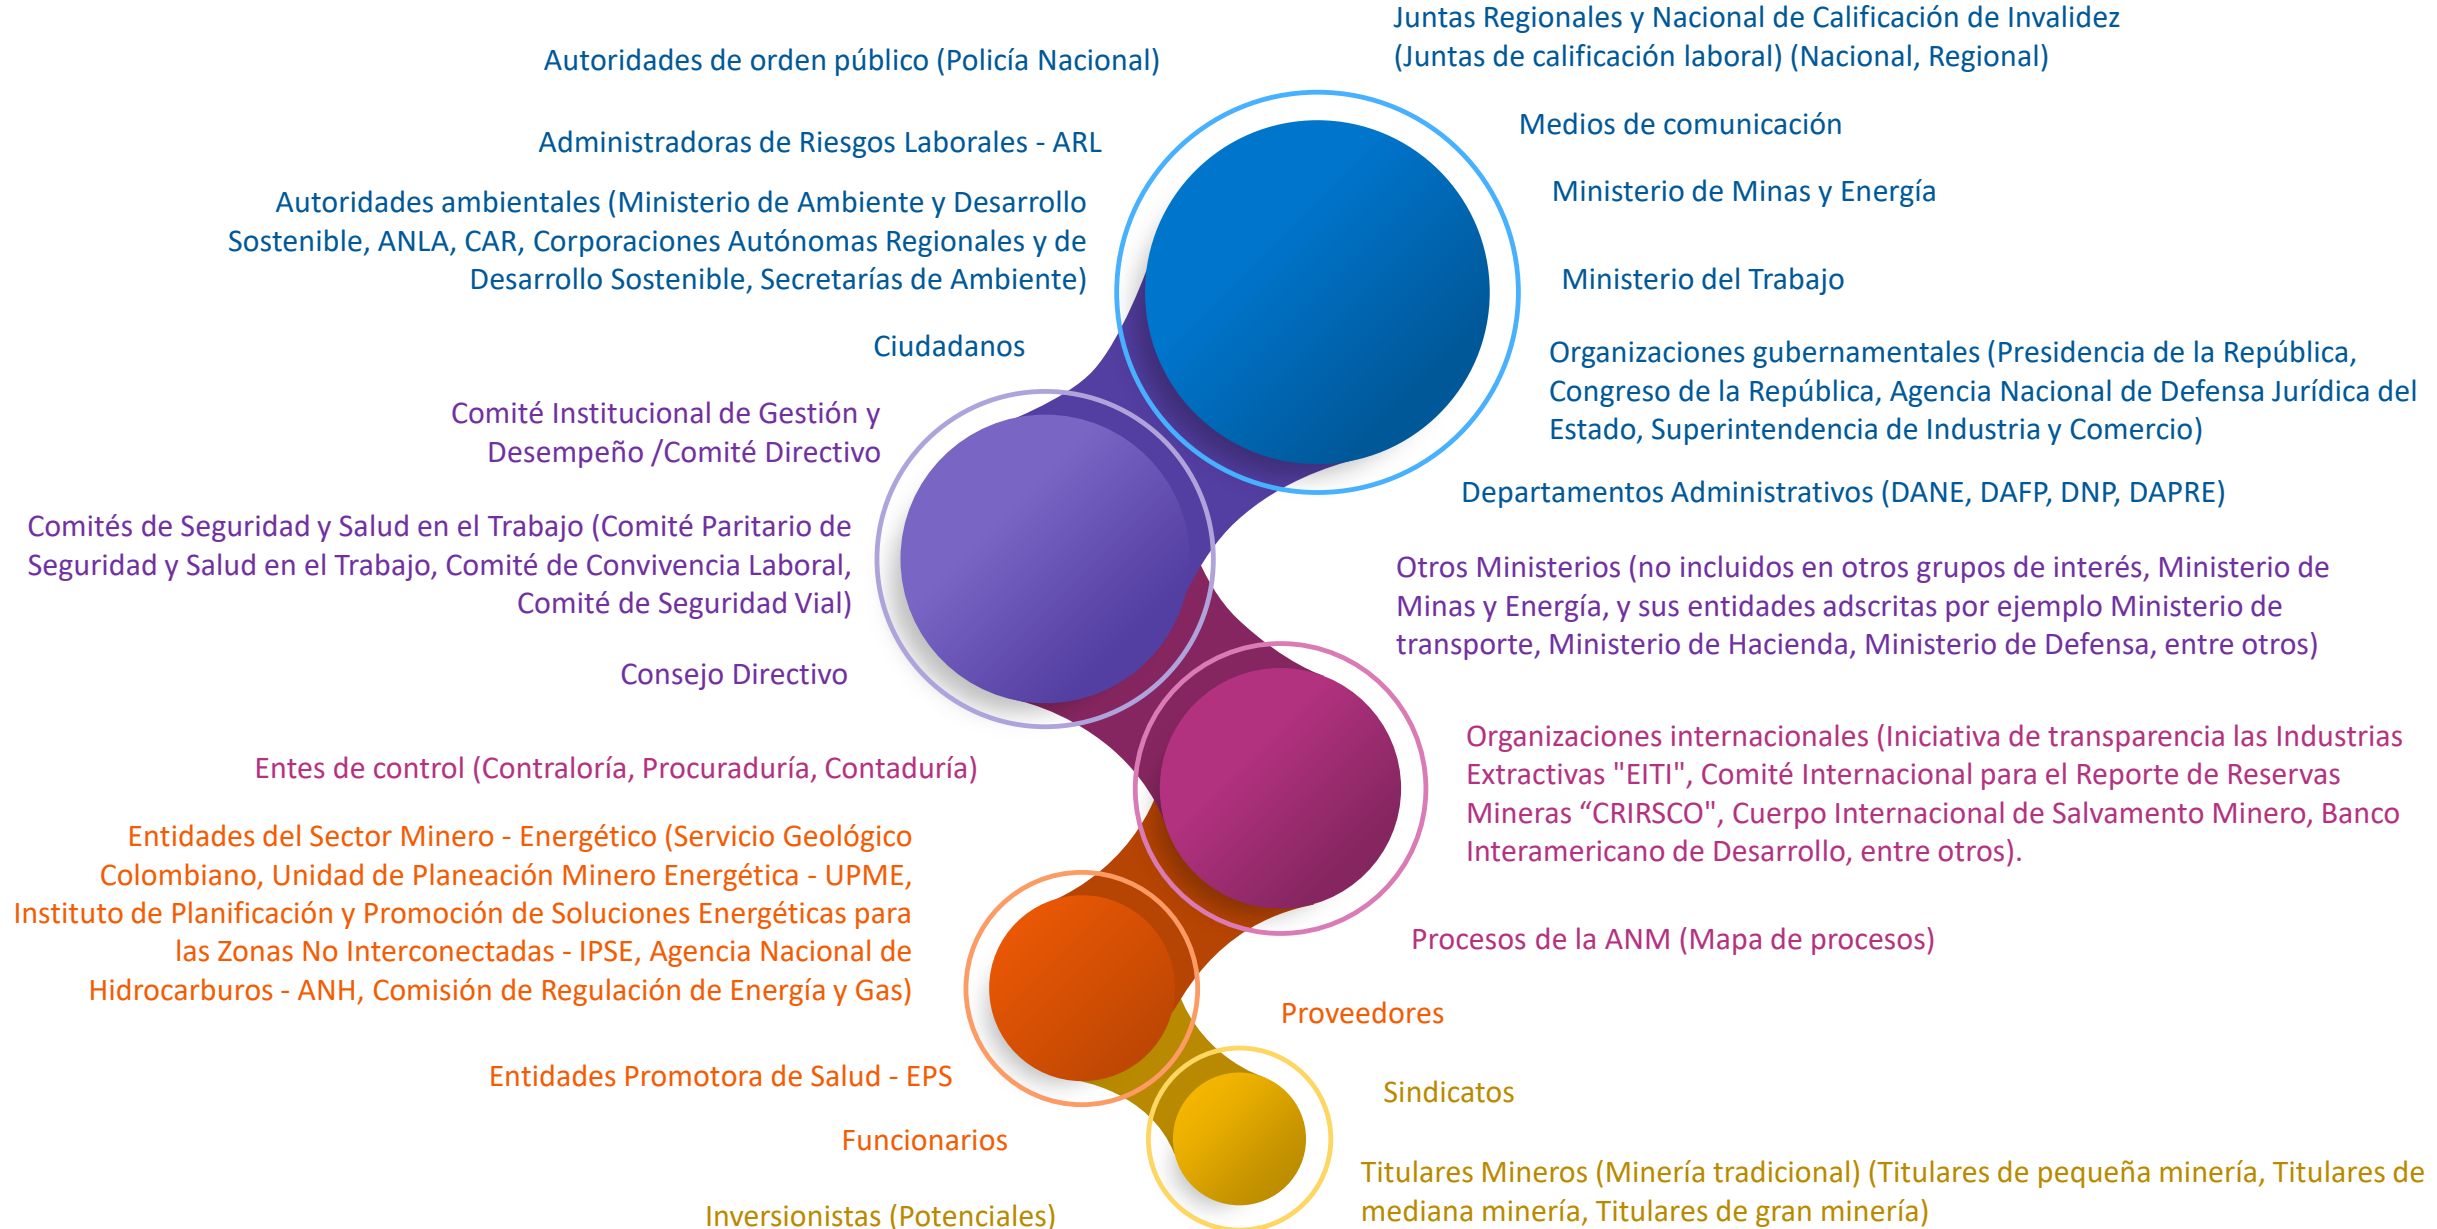 Autoridades de orden público (Policía Nacional)
Administradoras de Riesgos Laborales - ARL
Autoridades ambientales (Ministerio de Ambiente y Desarrollo
Sostenible, ANLA, CAR, Corporaciones Autónomas Regionales y de
Desarrollo Sostenible, Secretarías de Ambiente)
Ciudadanos
Comité Institucional de Gestión y
Desempeño /Comité Directivo
Comités de Seguridad y Salud en el Trabajo (Comité Paritario de
Seguridad y Salud en el Trabajo, Comité de Convivencia Laboral,
Comité de Seguridad Vial)
Consejo Directivo
Entes de control (Contraloría, Procuraduría, Contaduría)
Entidades del Sector Minero - Energético (Servicio Geológico
Colombiano, Unidad de Planeación Minero Energética - UPME,
Instituto de Planificación y Promoción de Soluciones Energéticas para
las Zonas No Interconectadas - IPSE, Agencia Nacional de
Hidrocarburos - ANH, Comisión de Regulación de Energía y Gas)
Entidades Promotora de Salud - EPS
Funcionarios
Inversionistas (Potenciales)
Juntas Regionales y Nacional de Calificación de Invalidez
(Juntas de calificación laboral) (Nacional, Regional)
Medios de comunicación
Ministerio de Minas y Energía
Ministerio del Trabajo
Organizaciones gubernamentales (Presidencia de la República,
Congreso de la República, Agencia Nacional de Defensa Jurídica del
Estado, Superintendencia de Industria y Comercio)
Departamentos Administrativos (DANE, DAFP, DNP, DAPRE)
Otros Ministerios (no incluidos en otros grupos de interés, Ministerio de
Minas y Energía, y sus entidades adscritas por ejemplo Ministerio de
transporte, Ministerio de Hacienda, Ministerio de Defensa, entre otros)
Organizaciones internacionales (Iniciativa de transparencia las Industrias
Extractivas "EITI", Comité Internacional para el Reporte de Reservas
Mineras “CRIRSCO", Cuerpo Internacional de Salvamento Minero, Banco
Interamericano de Desarrollo, entre otros).
Procesos de la ANM (Mapa de procesos)
Proveedores
Sindicatos
Titulares Mineros (Minería tradicional) (Titulares de pequeña minería, Titulares de
mediana minería, Titulares de gran minería)